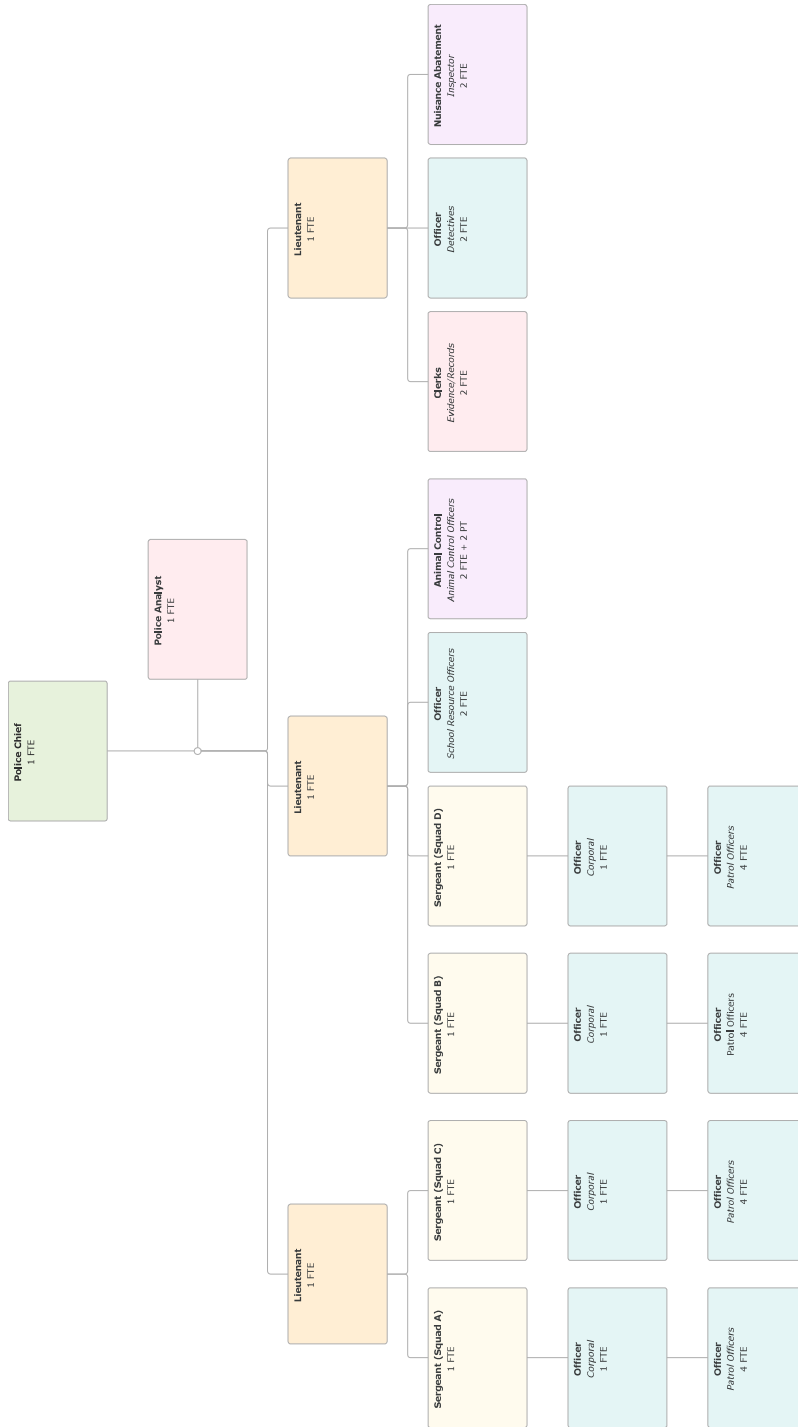 Police Chief
1 FTE
Police Analyst
1 FTE
Lieutenant
1 FTE
Lieutenant
1 FTE
Lieutenant
1 FTE
Sergeant (Squad A)
1 FTE
Sergeant (Squad C)
1 FTE
Sergeant (Squad B)
1 FTE
Sergeant (Squad D)
1 FTE
Officer
School Resource Officers
2 FTE
Animal Control
Animal Control Officers
2 FTE + 2 PT
Clerks
Evidence/Records
2 FTE
Officer
Detectives
2 FTE
Nuisance Abatement
Inspector
2 FTE
Officer
Corporal
1 FTE
Officer
Corporal
1 FTE
Officer
Corporal
1 FTE
Officer
Corporal
1 FTE
Officer
Patrol Officers
4 FTE
Officer
Patrol Officers
4 FTE
Officer
Patrol Officers
4 FTE
Officer
Patrol Officers
4 FTE